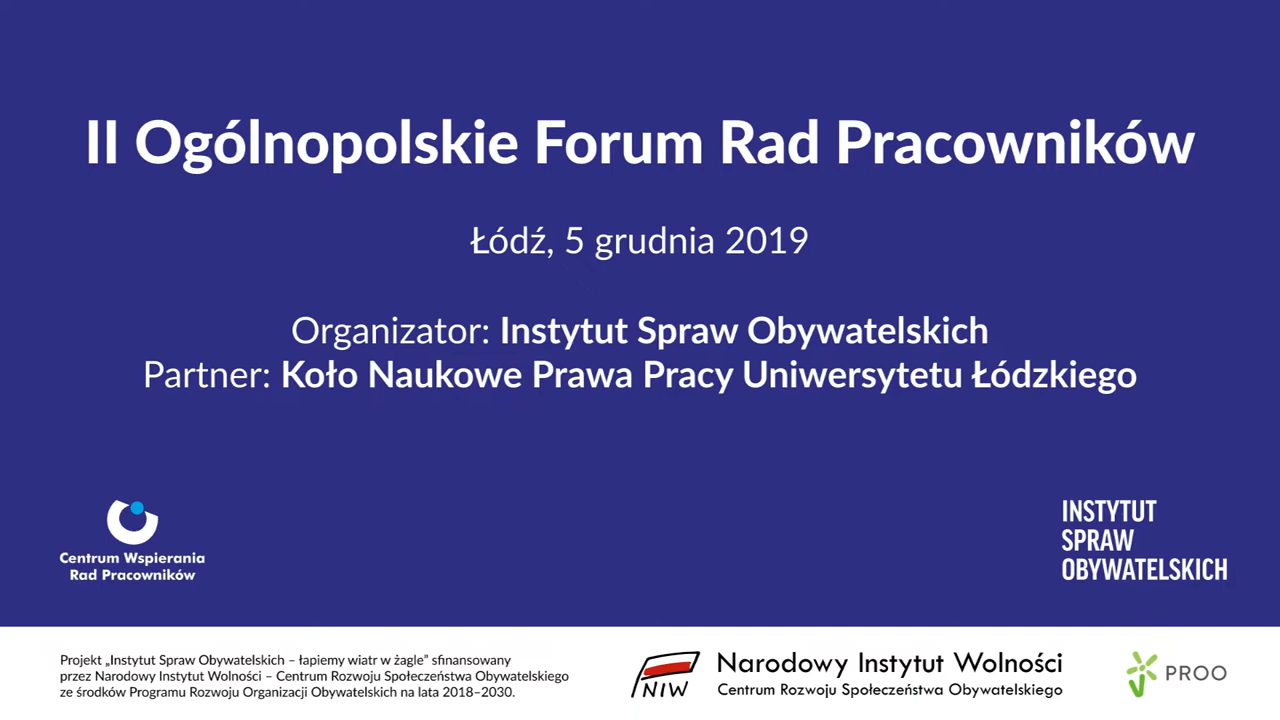 II Ogólnopolskie Forum Rad Pracowników
Łódź, 5 grudnia 2019
Organizator: Instytut Spraw Obywatelskich
Partner: Koło Naukowe Prawa Pracy Uniwersytetu Łódzkiego
Centrum Wspierania
Rad Pracowników
INSTYTUT
SPRAW
OBYWATELSKICH
Projekt „Instytut Spraw Obywatelskich – łapiemy wiatr w żagle” sfinansowany
przez Narodowy Instytut Wolności – Centrum Rozwoju Społeczeństwa Obywatelskiego
ze środków Programu Rozwoju Organizacji Obywatelskich na lata 2018–2030.
NIW
Narodowy Instytut Wolności
Centrum Rozwoju Społeczeństwa Obywatelskiego
PROO